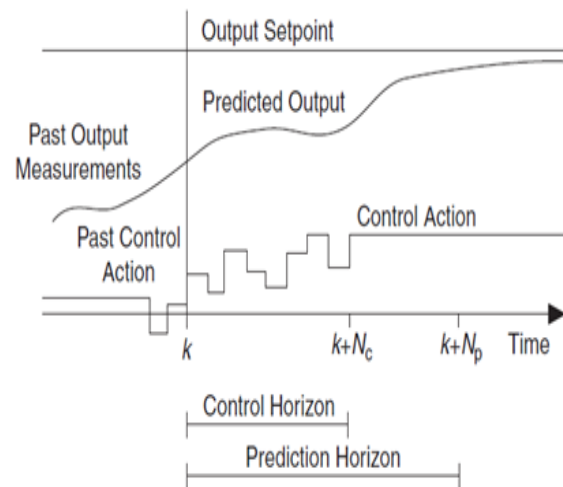 Output Setpoint
Predicted Output
Past Output
Measurements
Past Control
Action
Control Action
k
k+Nc
k+Np
Time
Control Horizon
Prediction Horizon